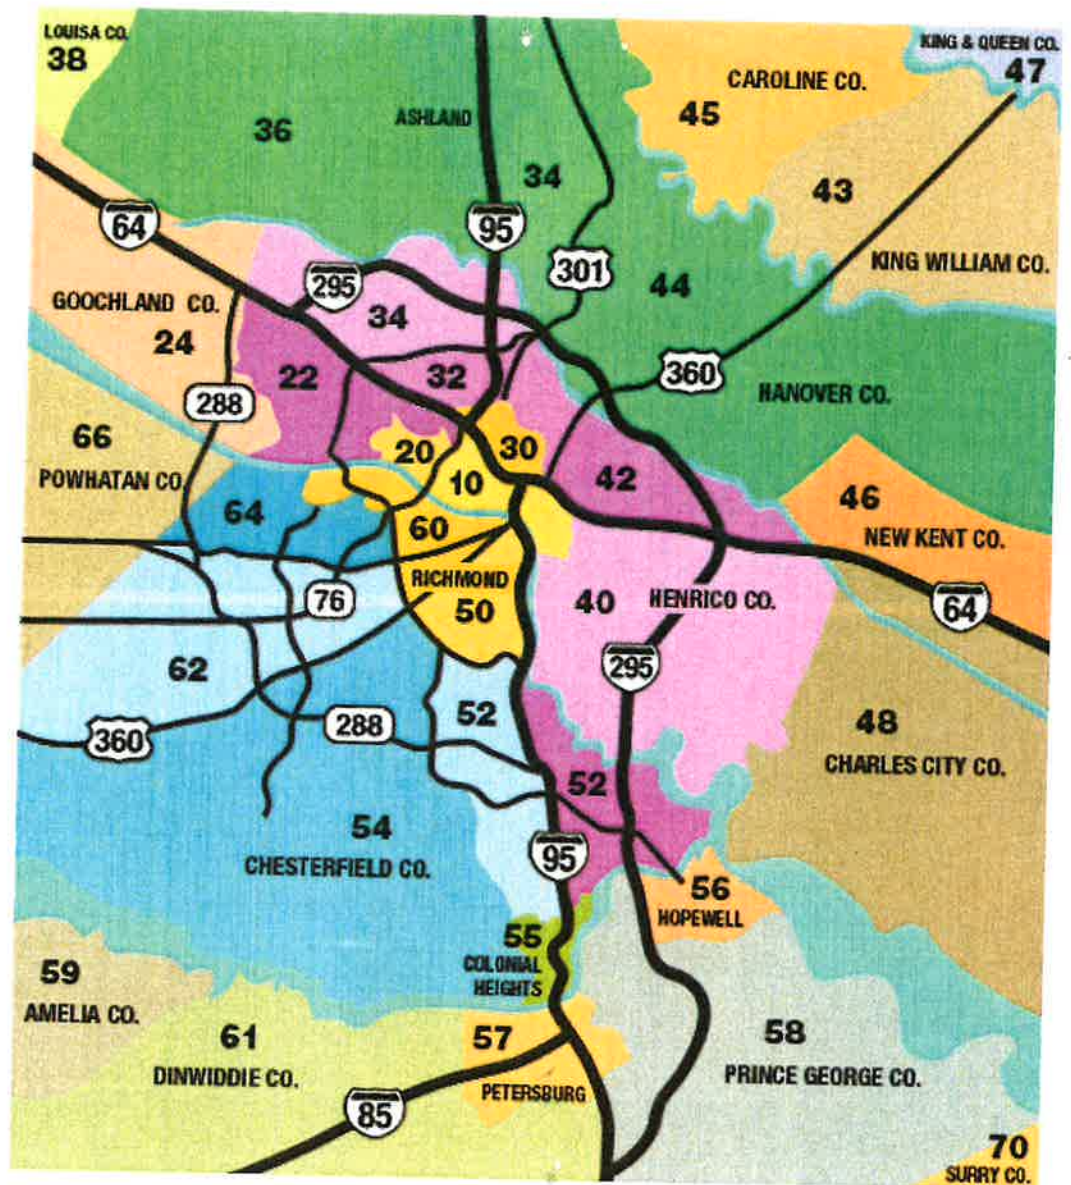 LOUISA CO.
38
KING & QUEEN CO.
47
CAROLINE CO.
45
36
ASHLAND
34
43
64
95
301
KING WILLIAM CO.
295
44
GOOCHLAND CO.
24
34
22
32
360
HANOVER CO.
288
66
POWHATAN CO.
20
30
10
42
46
NEW KENT CO.
64
60
RICHMOND
50
76
40
HENRICO CO.
64
62
295
52
288
360
48
CHARLES CITY CO.
52
54
CHESTERFIELD CO.
95
56
HOPEWELL
55
COLONIAL
HEIGHTS
59
AMELIA CO.
61
DINWIDDIE CO.
57
PETERSBURG
58
PRINCE GEORGE CO.
85
70
SURRY CO.